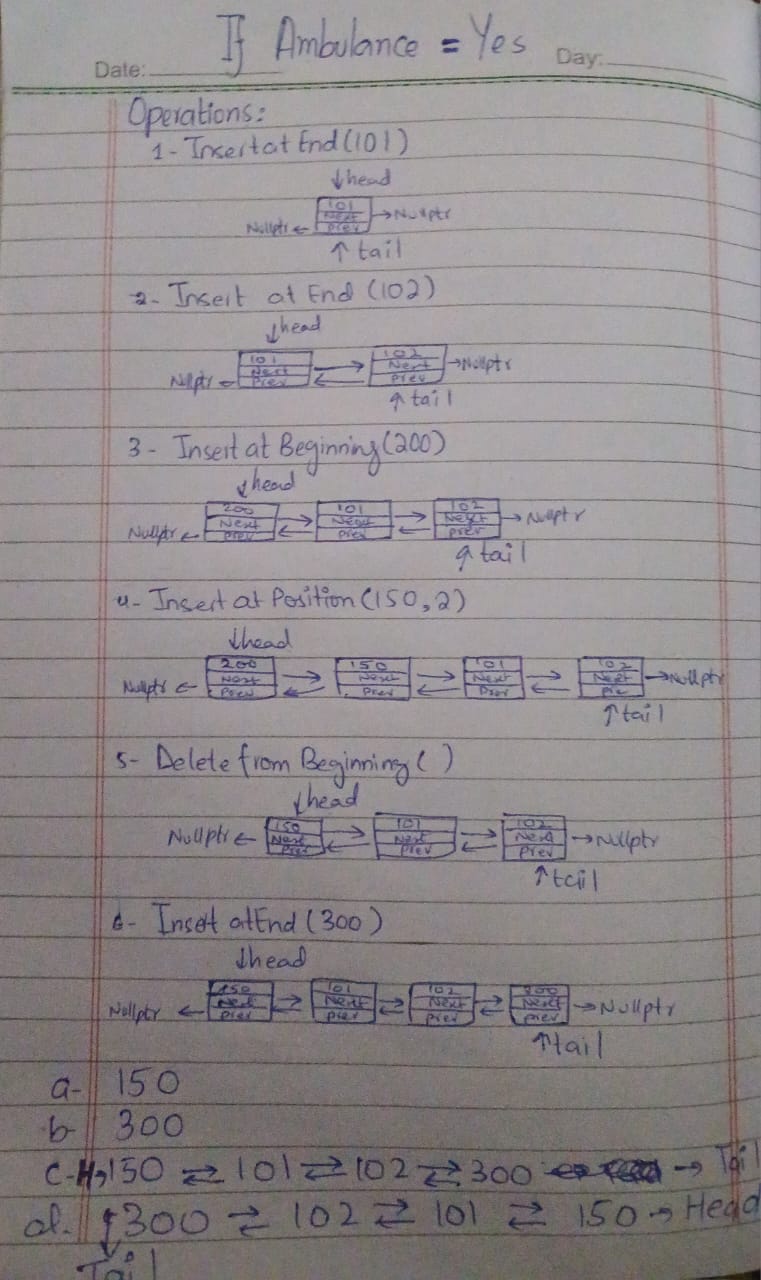 If Ambulance = Yes
Date: Day:
Operations:
1- Insert at End (101)
↓head
101
Next →Nullptr
Nullptr← Prev
↑ tail
2- Insert at End (102)
↓head
101 102
Next Next →Nullptr
Nllptr← Prev Prev
↑ tail
3- Insert at Beginning (200)
↓head
200 101 102
Next Next Next → Nullptr
Nullptr ← Prev Prev Prev
↑ tail
4- Insert at Position (150, 2)
↓head
200 150 101 102
Next Next Next Next →Nullptr
Nullptr ← Prev Prev Prev Pre
↑ tail
5- Delete from Beginning ( )
↓head
150 101 102
Nullptr ← Next Next Next →Nullptr
Prev Prev Prev
↑ tail
6- Insert at End (300)
↓head
150 101 102 300
Nullptr ← Next Next Next Next →Nullptr
Prev Prev Prev Prev
↑tail
a- 150
b- 300
C-H→150 ⇄ 101 ⇄ 102 ⇄ 300 → Tail
d- 300 ⇄ 102 ⇄ 101 ⇄ 150 → Head
Tail